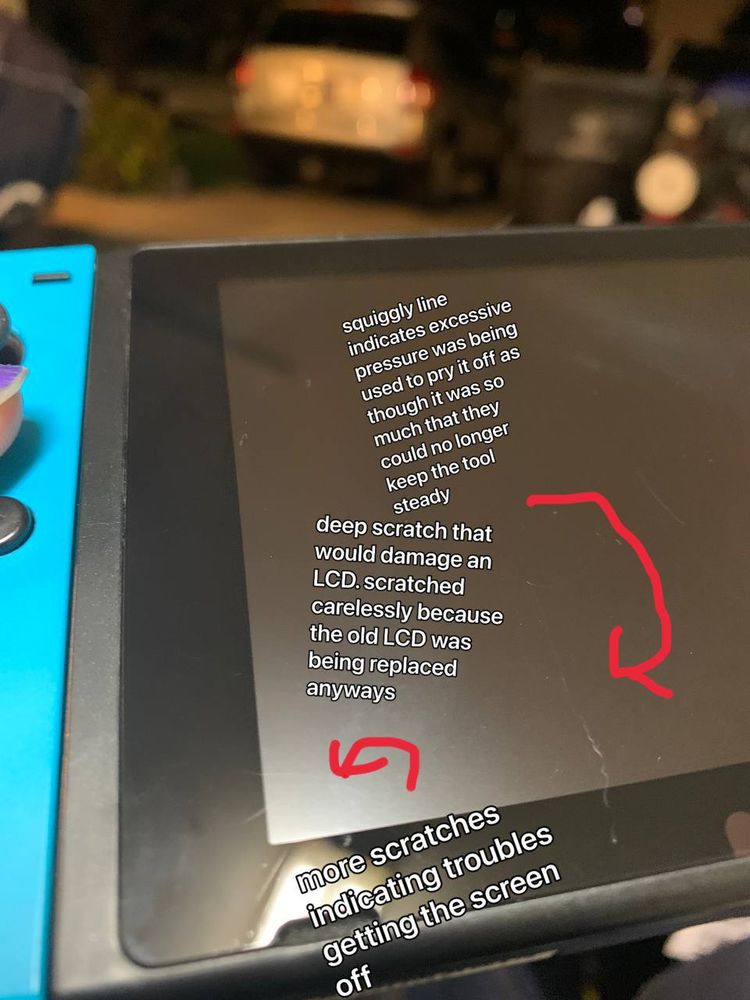 squiggly line
indicates excessive
pressure was being
used to pry it off as
though it was so
much that they
could no longer
keep the tool
steady
deep scratch that
would damage an
LCD. scratched
carelessly because
the old LCD was
being replaced
anyways
more scratches
indicating troubles
getting the screen
off